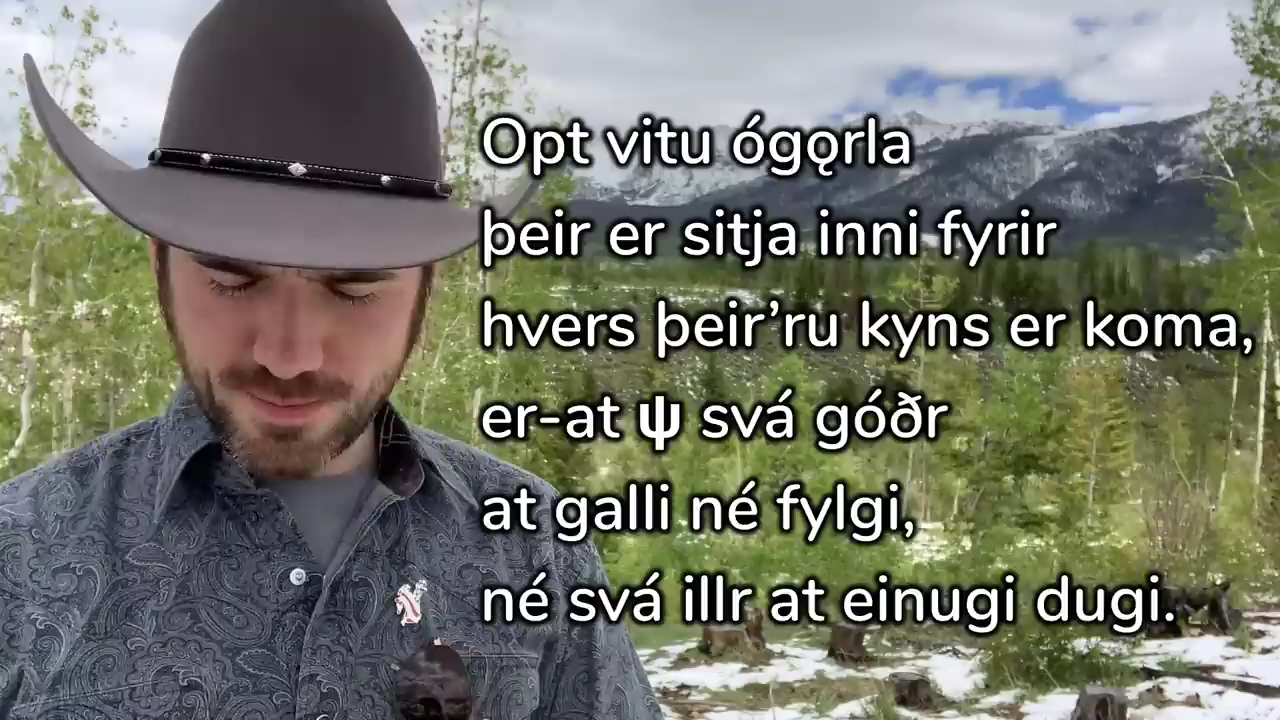 Opt vitu ógǫrla
þeir er sitja inni fyrir
hvers þeir’ru kyns er koma,
er-at ψ svá góðr
at galli né fylgi,
né svá illr at einugi dugi.